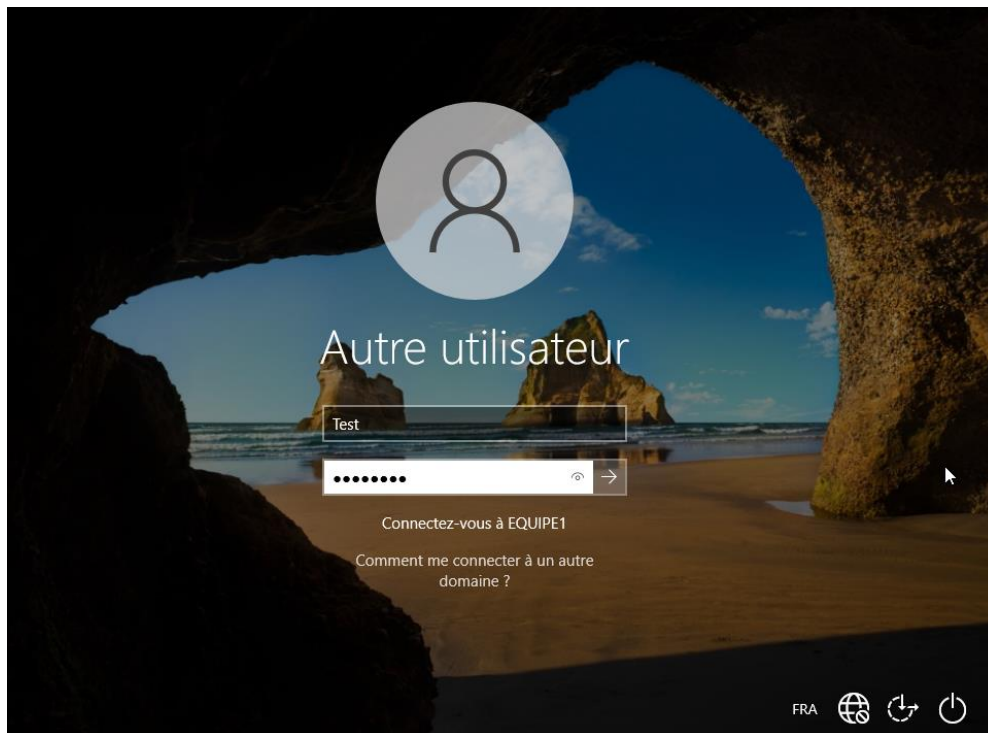 Autre utilisateur
Test
••••••••
Connectez-vous à EQUIPE1
Comment me connecter à un autre
domaine ?
FRA